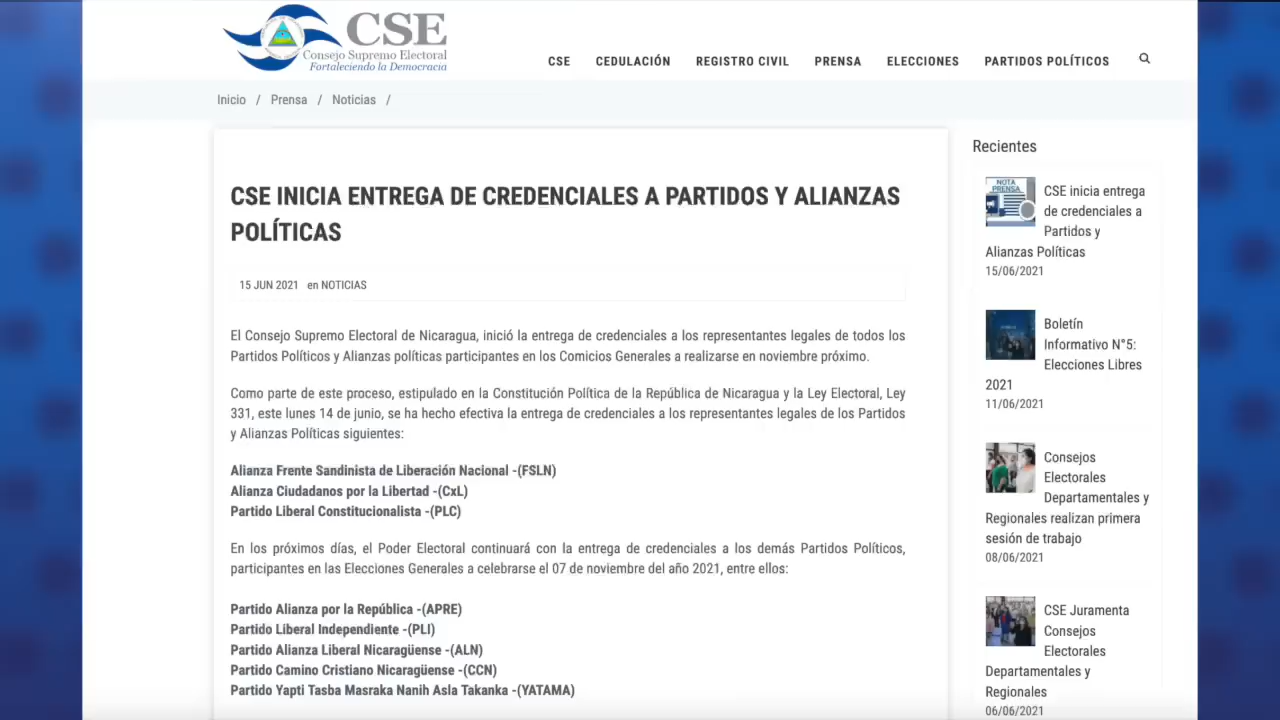 CSE
Consejo Supremo Electoral
Fortaleciendo la Democracia
CSE CEDULACIÓN REGISTRO CIVIL PRENSA ELECCIONES PARTIDOS POLÍTICOS
Inicio / Prensa / Noticias /
CSE INICIA ENTREGA DE CREDENCIALES A PARTIDOS Y ALIANZAS
POLÍTICAS
15 JUN 2021 en NOTICIAS
El Consejo Supremo Electoral de Nicaragua, inició la entrega de credenciales a los representantes legales de todos los
Partidos Políticos y Alianzas políticas participantes en los Comicios Generales a realizarse en noviembre próximo.
Como parte de este proceso, estipulado en la Constitución Política de la República de Nicaragua y la Ley Electoral, Ley
331, este lunes 14 de junio, se ha hecho efectiva la entrega de credenciales a los representantes legales de los Partidos
y Alianzas Políticas siguientes:
Alianza Frente Sandinista de Liberación Nacional -(FSLN)
Alianza Ciudadanos por la Libertad -(CxL)
Partido Liberal Constitucionalista -(PLC)
En los próximos días, el Poder Electoral continuará con la entrega de credenciales a los demás Partidos Políticos,
participantes en las Elecciones Generales a celebrarse el 07 de noviembre del año 2021, entre ellos:
Partido Alianza por la República -(APRE)
Partido Liberal Independiente -(PLI)
Partido Alianza Liberal Nicaragüense -(ALN)
Partido Camino Cristiano Nicaragüense -(CCN)
Partido Yapti Tasba Masraka Nanih Asla Takanka -(YATAMA)
Recientes
NOTA
PRENSA
CSE inicia entrega
de credenciales a
Partidos y
Alianzas Políticas
15/06/2021
Boletín
Informativo N°5:
Elecciones Libres
2021
11/06/2021
Consejos
Electorales
Departamentales y
Regionales realizan primera
sesión de trabajo
08/06/2021
CSE Juramenta
Consejos
Electorales
Departamentales y
Regionales
06/06/2021